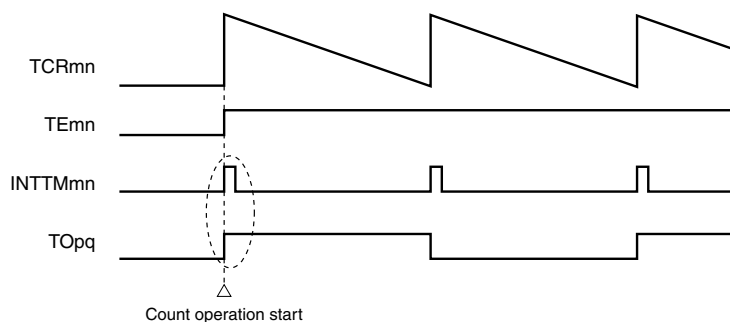 TCRmn
TEmn
INTTMmn
TOpq
Count operation start